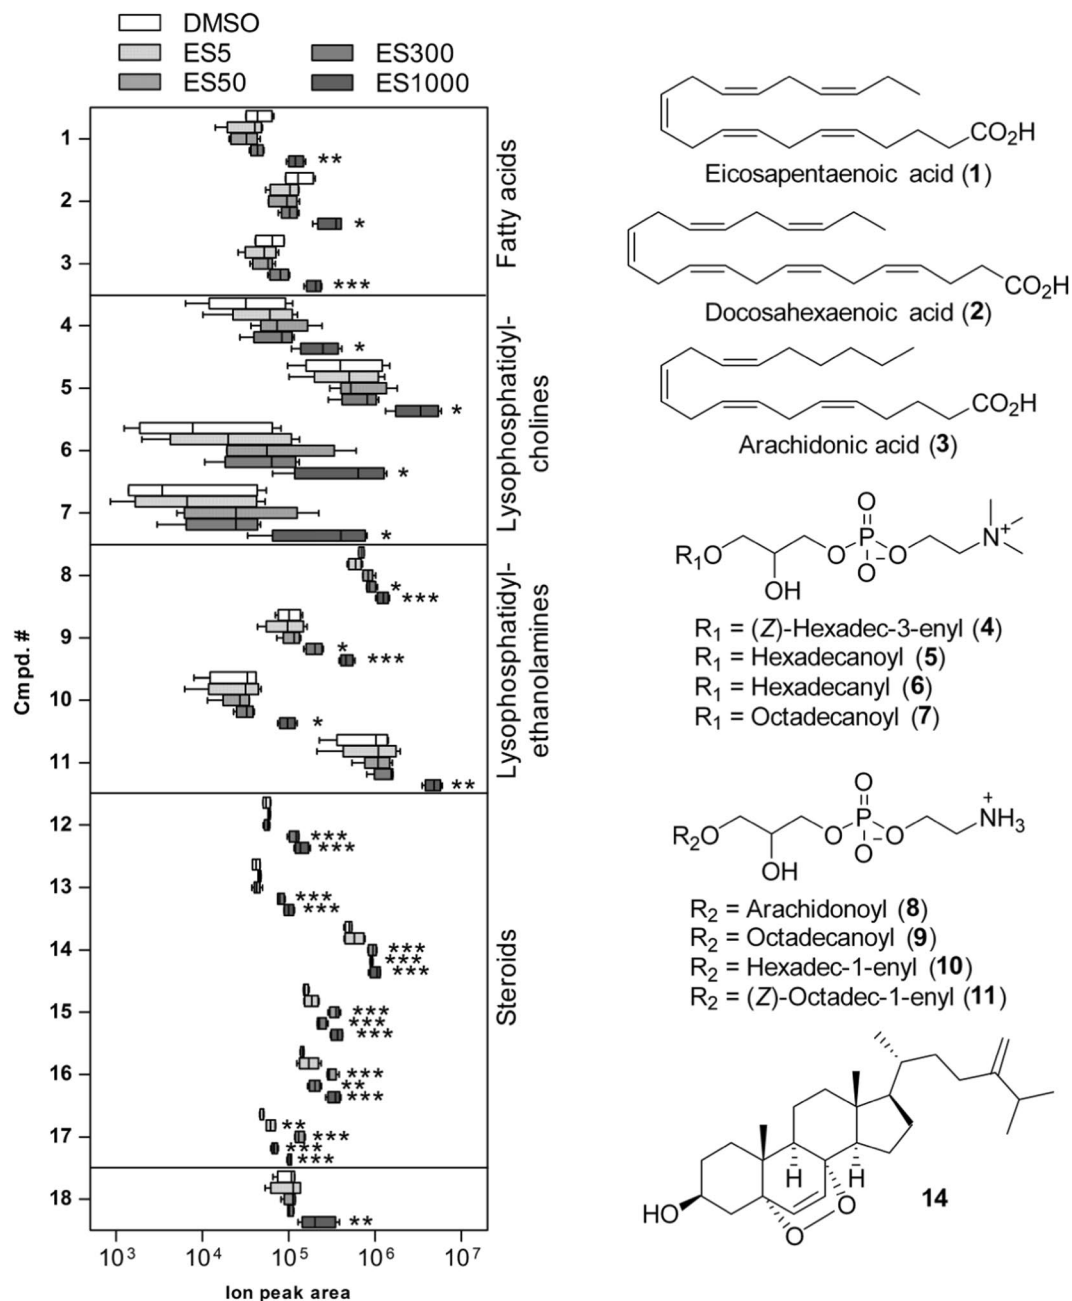 DMSO
ES5
ES300
ES50
ES1000
Cmpd. #
Fatty acids
1
**
2
*
3
***
Lysophosphatidyl-
cholines
4
*
5
*
6
*
7
*
Lysophosphatidyl-
ethanolamines
8
*
***
9
*
***
10
*
11
**
Steroids
12
***
***
13
***
***
14
***
***
***
15
***
***
***
16
***
**
***
17
**
***
***
***
18
**
10³ 10⁴ 10⁵ 10⁶ 10⁷
Ion peak area
CO₂H
Eicosapentaenoic acid (1)
CO₂H
Docosahexaenoic acid (2)
CO₂H
Arachidonic acid (3)
O
R₁ O O P O N⁺
O⁻
OH
R₁ = (Z)-Hexadec-3-enyl (4)
R₁ = Hexadecanoyl (5)
R₁ = Hexadecanyl (6)
R₁ = Octadecanoyl (7)
O
R₂ O O P O NH₃⁺
O⁻
OH
R₂ = Arachidonoyl (8)
R₂ = Octadecanoyl (9)
R₂ = Hexadec-1-enyl (10)
R₂ = (Z)-Octadec-1-enyl (11)
H H
HO O
O
14